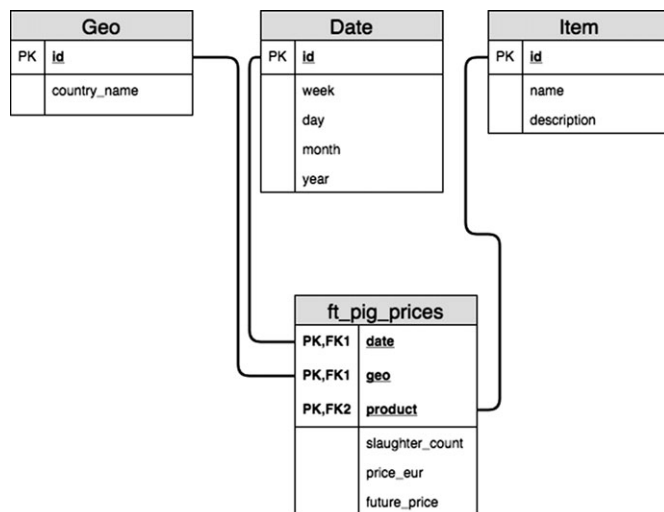 Geo
PK id
country_name
Date
PK id
week
day
month
year
Item
PK id
name
description
ft_pig_prices
PK,FK1 date
PK,FK1 geo
PK,FK2 product
slaughter_count
price_eur
future_price